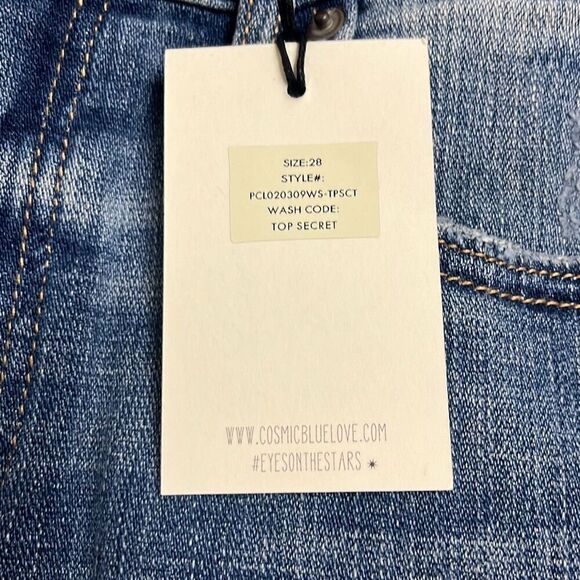 SIZE:28
STYLE#:
PCL020309WS-TPSCT
WASH CODE:
TOP SECRET
WWW.COSMICBLUELOVE.COM
#EYESONTHESTARS